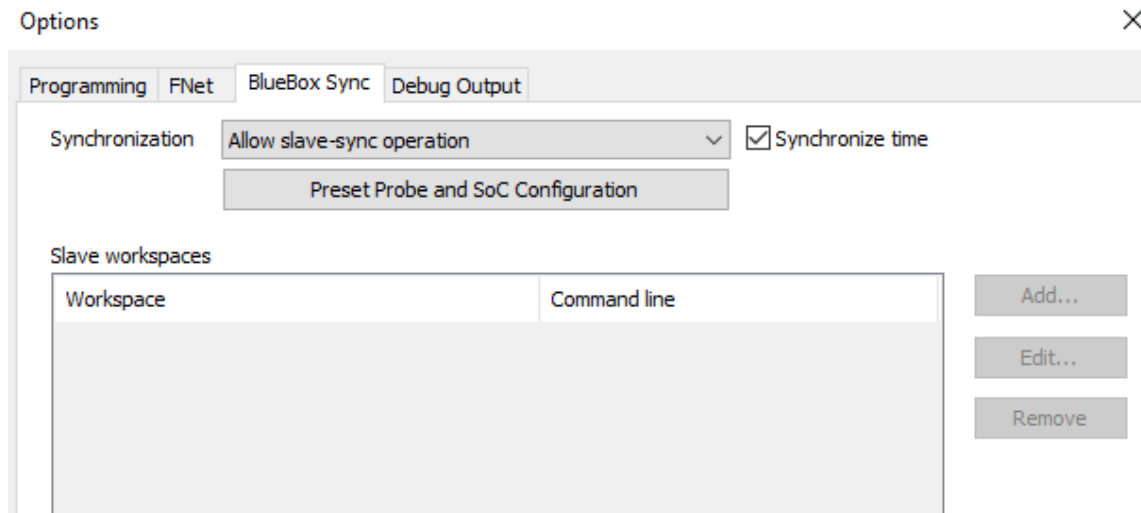 Options
Programming FNet BlueBox Sync Debug Output
Synchronization Allow slave-sync operation Synchronize time
Preset Probe and SoC Configuration
Slave workspaces
Workspace Command line
Add...
Edit...
Remove